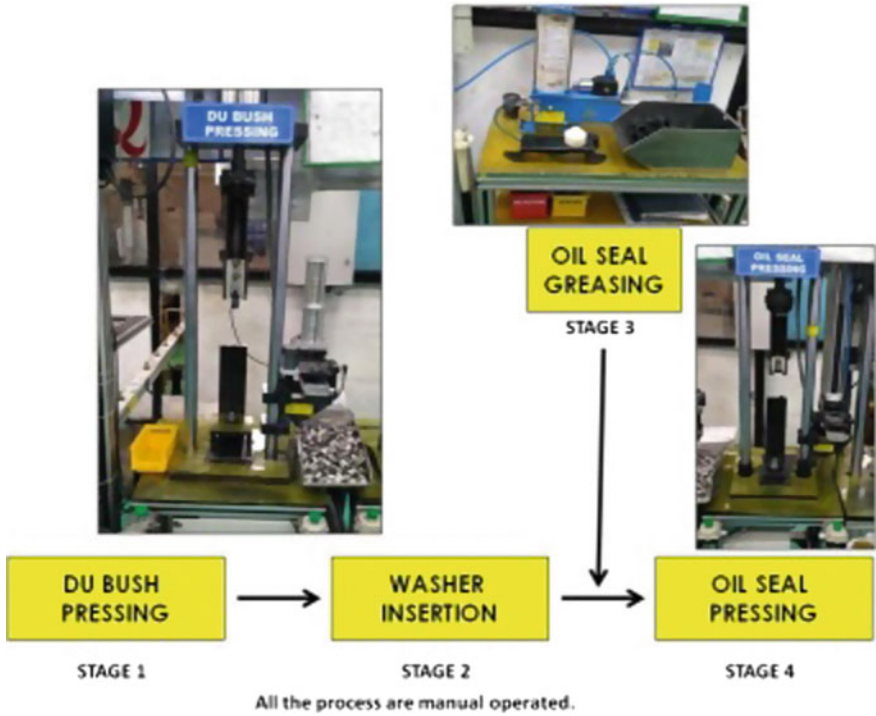 DU BUSH
PRESSING
OIL SEAL
GREASING
STAGE 3
OIL SEAL
PRESSING
DU BUSH
PRESSING
WASHER
INSERTION
OIL SEAL
PRESSING
STAGE 1
STAGE 2
STAGE 4
All the process are manual operated.